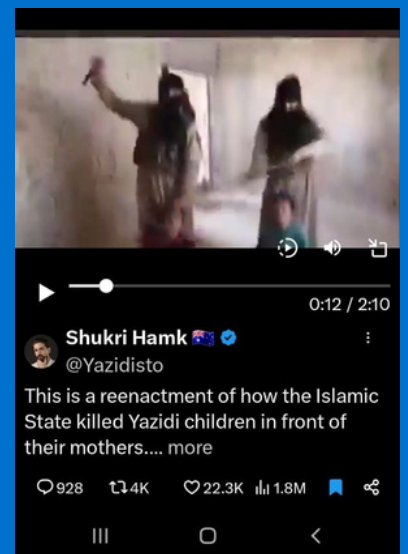 0:12 / 2:10
Shukri Hamk 🇦🇺
@Yazidisto
This is a reenactment of how the Islamic
State killed Yazidi children in front of
their mothers.... more
928 4K 22.3K 1.8M